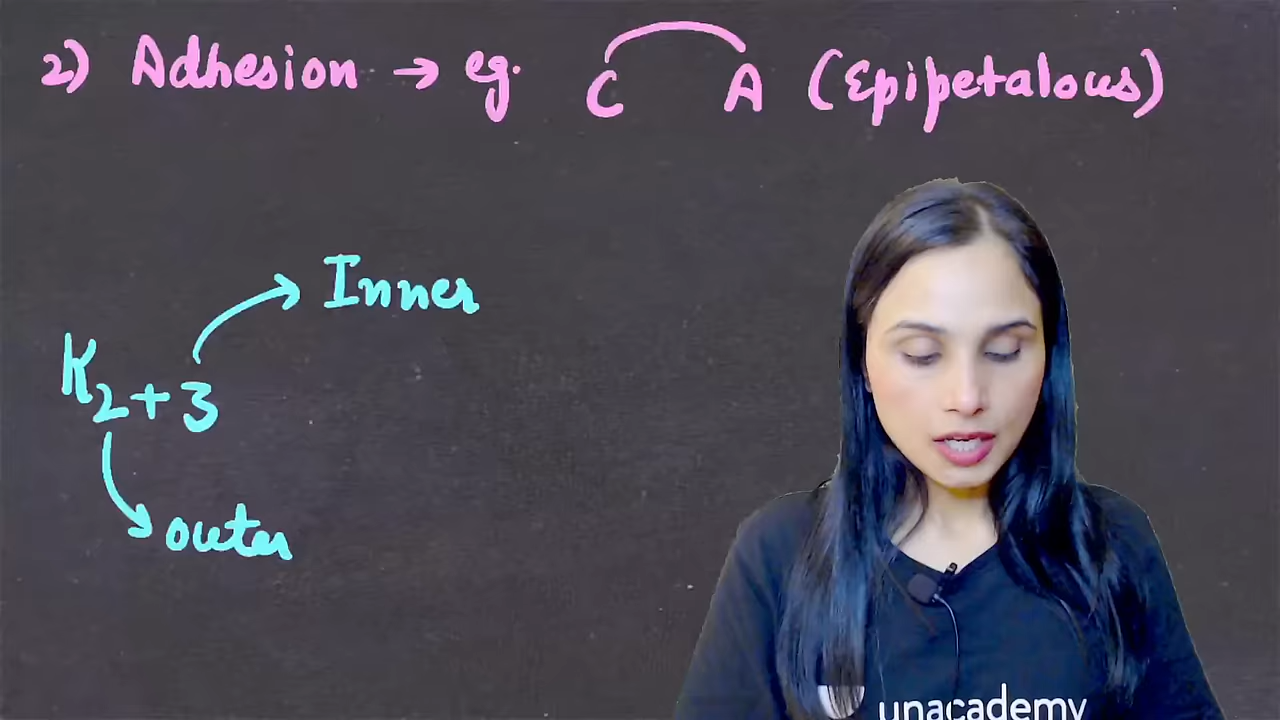 2) Adhesion → eg. C A (Epipetalous)
→ Inner
K2+3
→ outer
unacademy